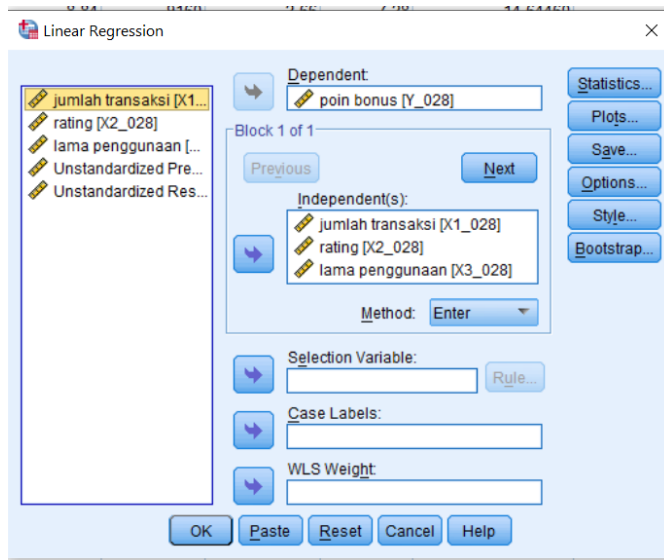 Linear Regression
jumlah transaksi [X1...
rating [X2_028]
lama penggunaan [...
Unstandardized Pre...
Unstandardized Res...
Dependent:
poin bonus [Y_028]
Block 1 of 1
Previous
Next
Independent(s):
jumlah transaksi [X1_028]
rating [X2_028]
lama penggunaan [X3_028]
Method:
Enter
Selection Variable:
Rule...
Case Labels:
WLS Weight:
Statistics...
Plots...
Save...
Options...
Style...
Bootstrap...
OK
Paste
Reset
Cancel
Help